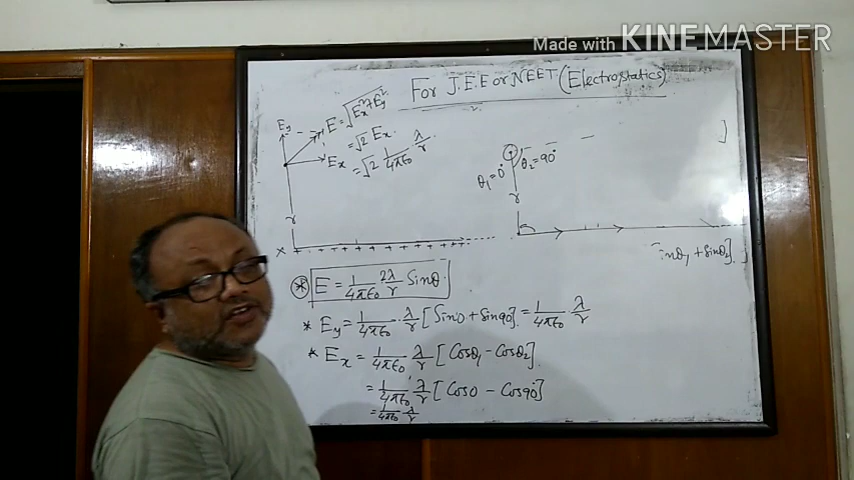 Made with KINEMASTER
For J.E.E or NEET (Electrostatics)
Ey
E = √Ex²+Ey²
= √2 Ex.
Ex
= √2 1/4πϵ₀ λ/r
r
x
+ + + + + + + + + +
θ₁=0° θ₂=90°
r
]
inθ₁ + Sinθ₂].
* E = 1/4πϵ₀ 2λ/r Sinθ
* Ey = 1/4πϵ₀ . λ/r [Sin0 + Sin90] = 1/4πϵ₀ λ/r
* Ex = 1/4πϵ₀ λ/r [Cosθ₁ - Cosθ₂].
= 1/4πϵ₀ λ/r [Cos0 - Cos90°]
= 1/4πϵ₀ λ/r